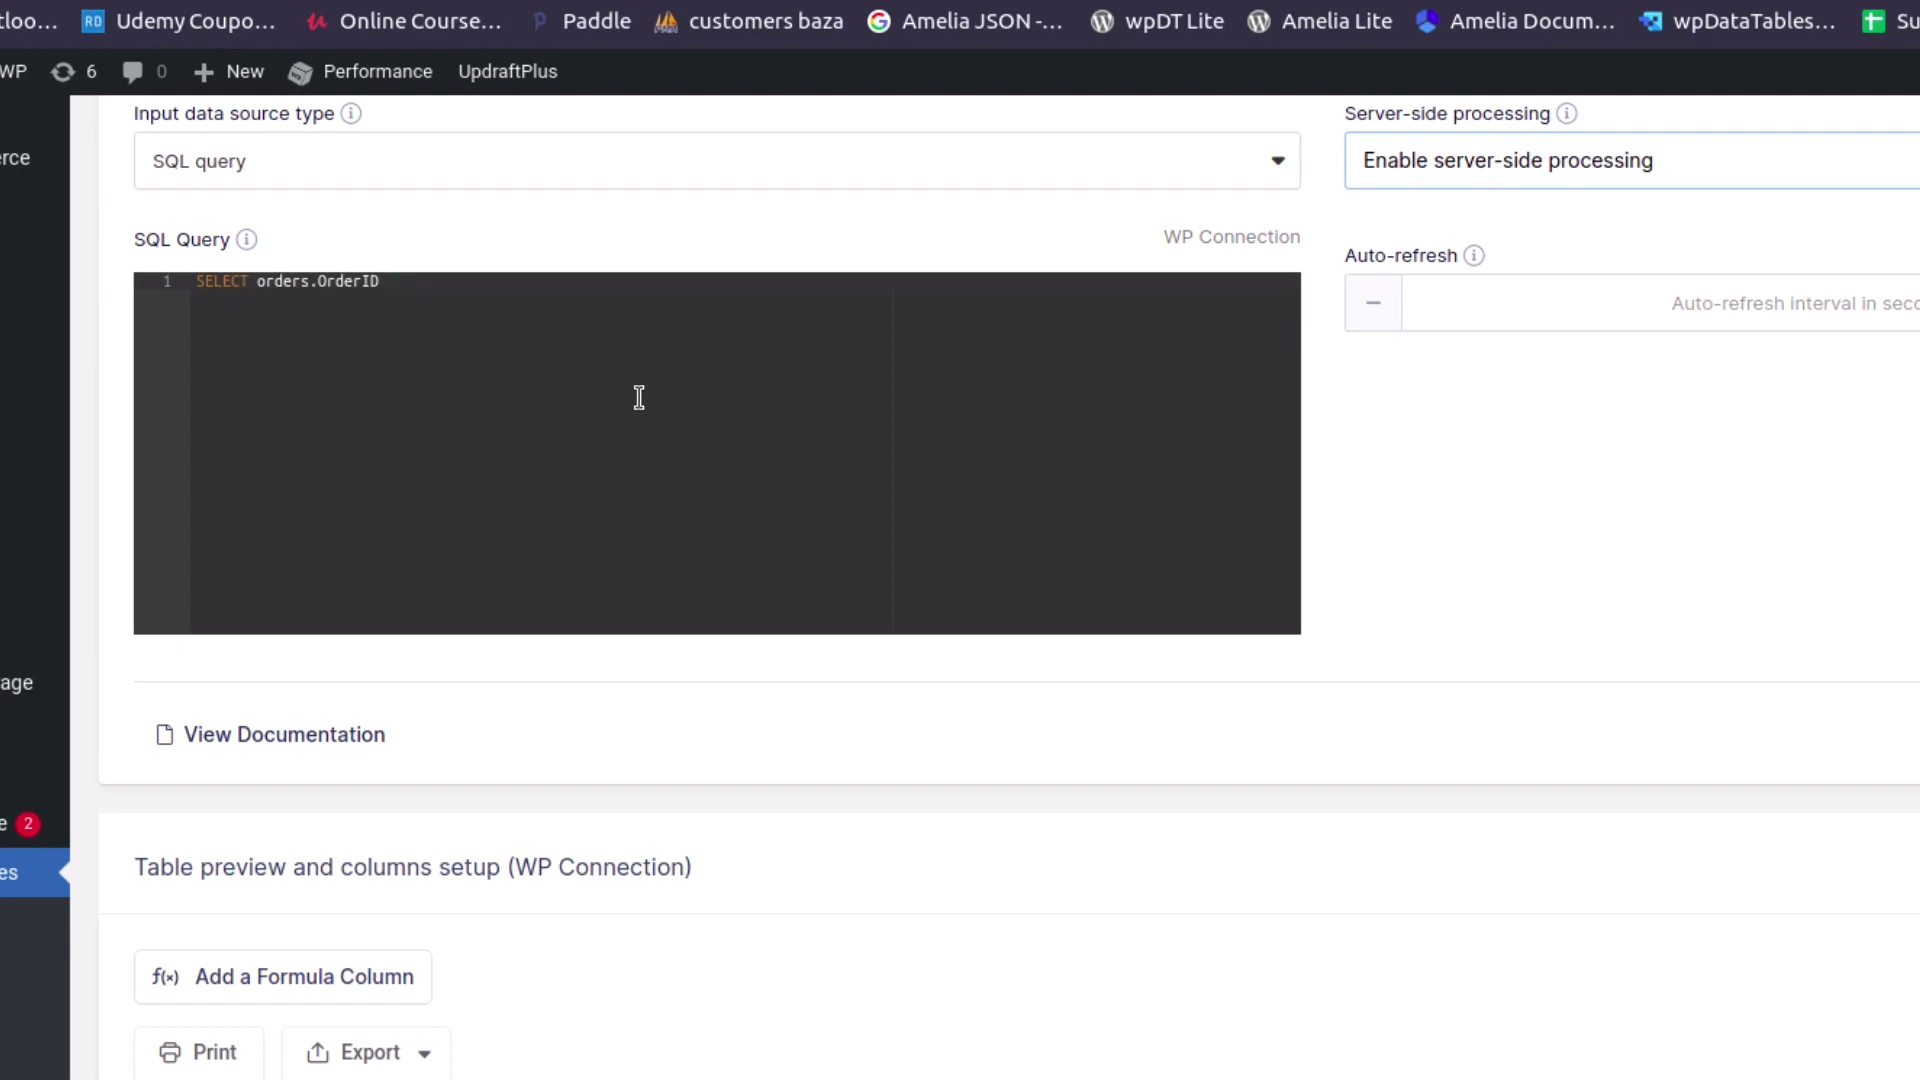 tloo... Udemy Coupo... Online Course... Paddle customers baza Amelia JSON -... wpDT Lite Amelia Lite Amelia Docum... wpDataTables... Su
WP 6 0 New Performance UpdraftPlus
Input data source type
Server-side processing
erce
SQL query
Enable server-side processing
SQL Query
WP Connection
Auto-refresh
1 SELECT orders.OrderID
Auto-refresh interval in seco
age
View Documentation
e 2
es
Table preview and columns setup (WP Connection)
f(x) Add a Formula Column
Print
Export